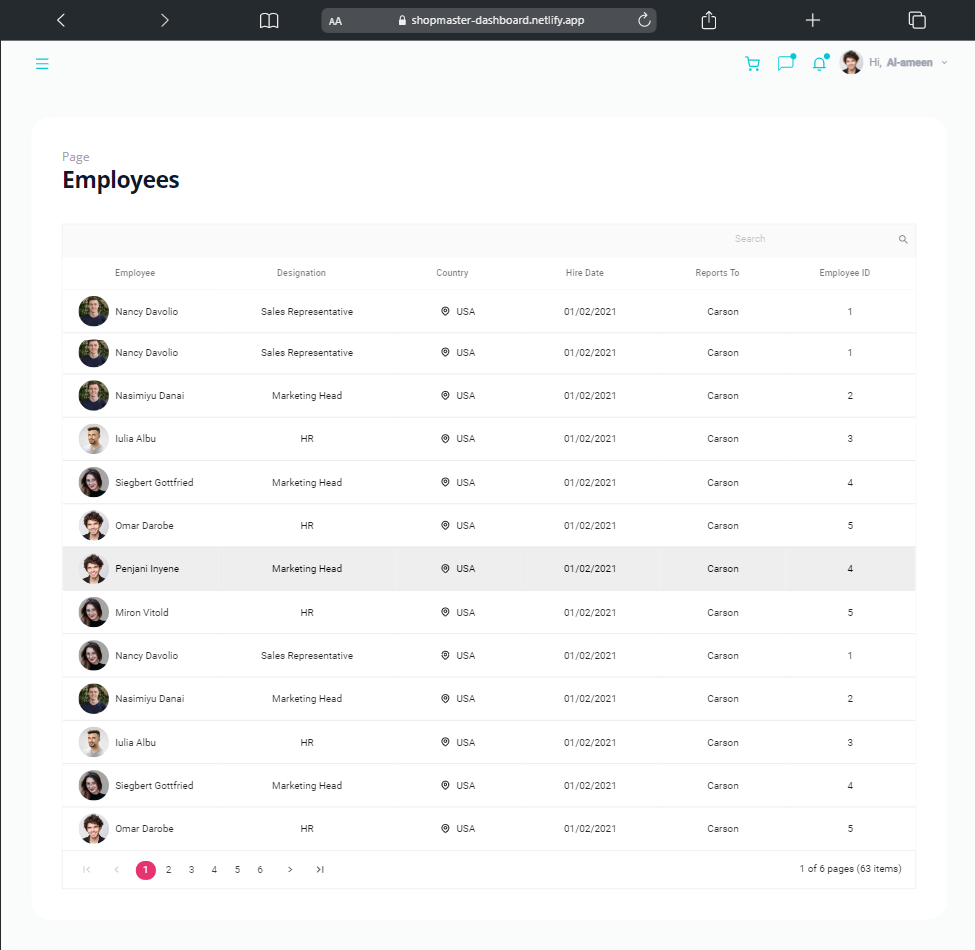 AA shopmaster-dashboard.netlify.app
Hi, Al-ameen
Page
Employees
Search
Employee Designation Country Hire Date Reports To Employee ID
Nancy Davolio Sales Representative USA 01/02/2021 Carson 1
Nancy Davolio Sales Representative USA 01/02/2021 Carson 1
Nasimiyu Danai Marketing Head USA 01/02/2021 Carson 2
Iulia Albu HR USA 01/02/2021 Carson 3
Siegbert Gottfried Marketing Head USA 01/02/2021 Carson 4
Omar Darobe HR USA 01/02/2021 Carson 5
Penjani Inyene Marketing Head USA 01/02/2021 Carson 4
Miron Vitold HR USA 01/02/2021 Carson 5
Nancy Davolio Sales Representative USA 01/02/2021 Carson 1
Nasimiyu Danai Marketing Head USA 01/02/2021 Carson 2
Iulia Albu HR USA 01/02/2021 Carson 3
Siegbert Gottfried Marketing Head USA 01/02/2021 Carson 4
Omar Darobe HR USA 01/02/2021 Carson 5
1 2 3 4 5 6 1 of 6 pages (63 items)